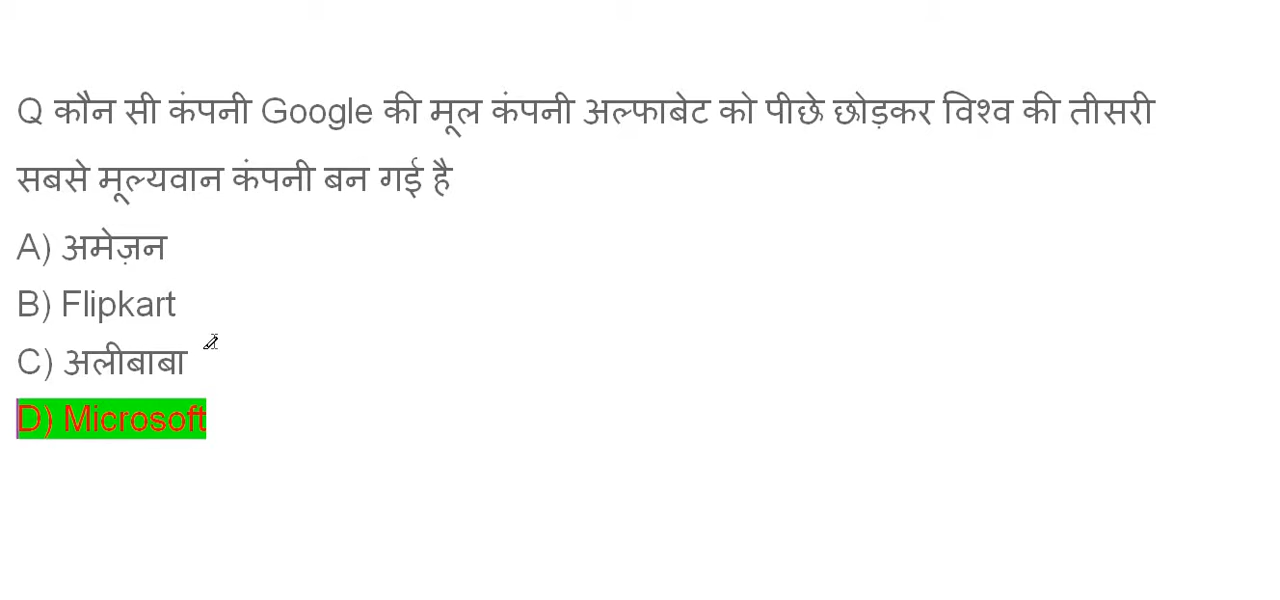 Q कौन सी कंपनी Google की मूल कंपनी अल्फाबेट को पीछे छोड़कर विश्व की तीसरी
सबसे मूल्यवान कंपनी बन गई है
A) अमेज़न
B) Flipkart
C) अलीबाबा
D) Microsoft